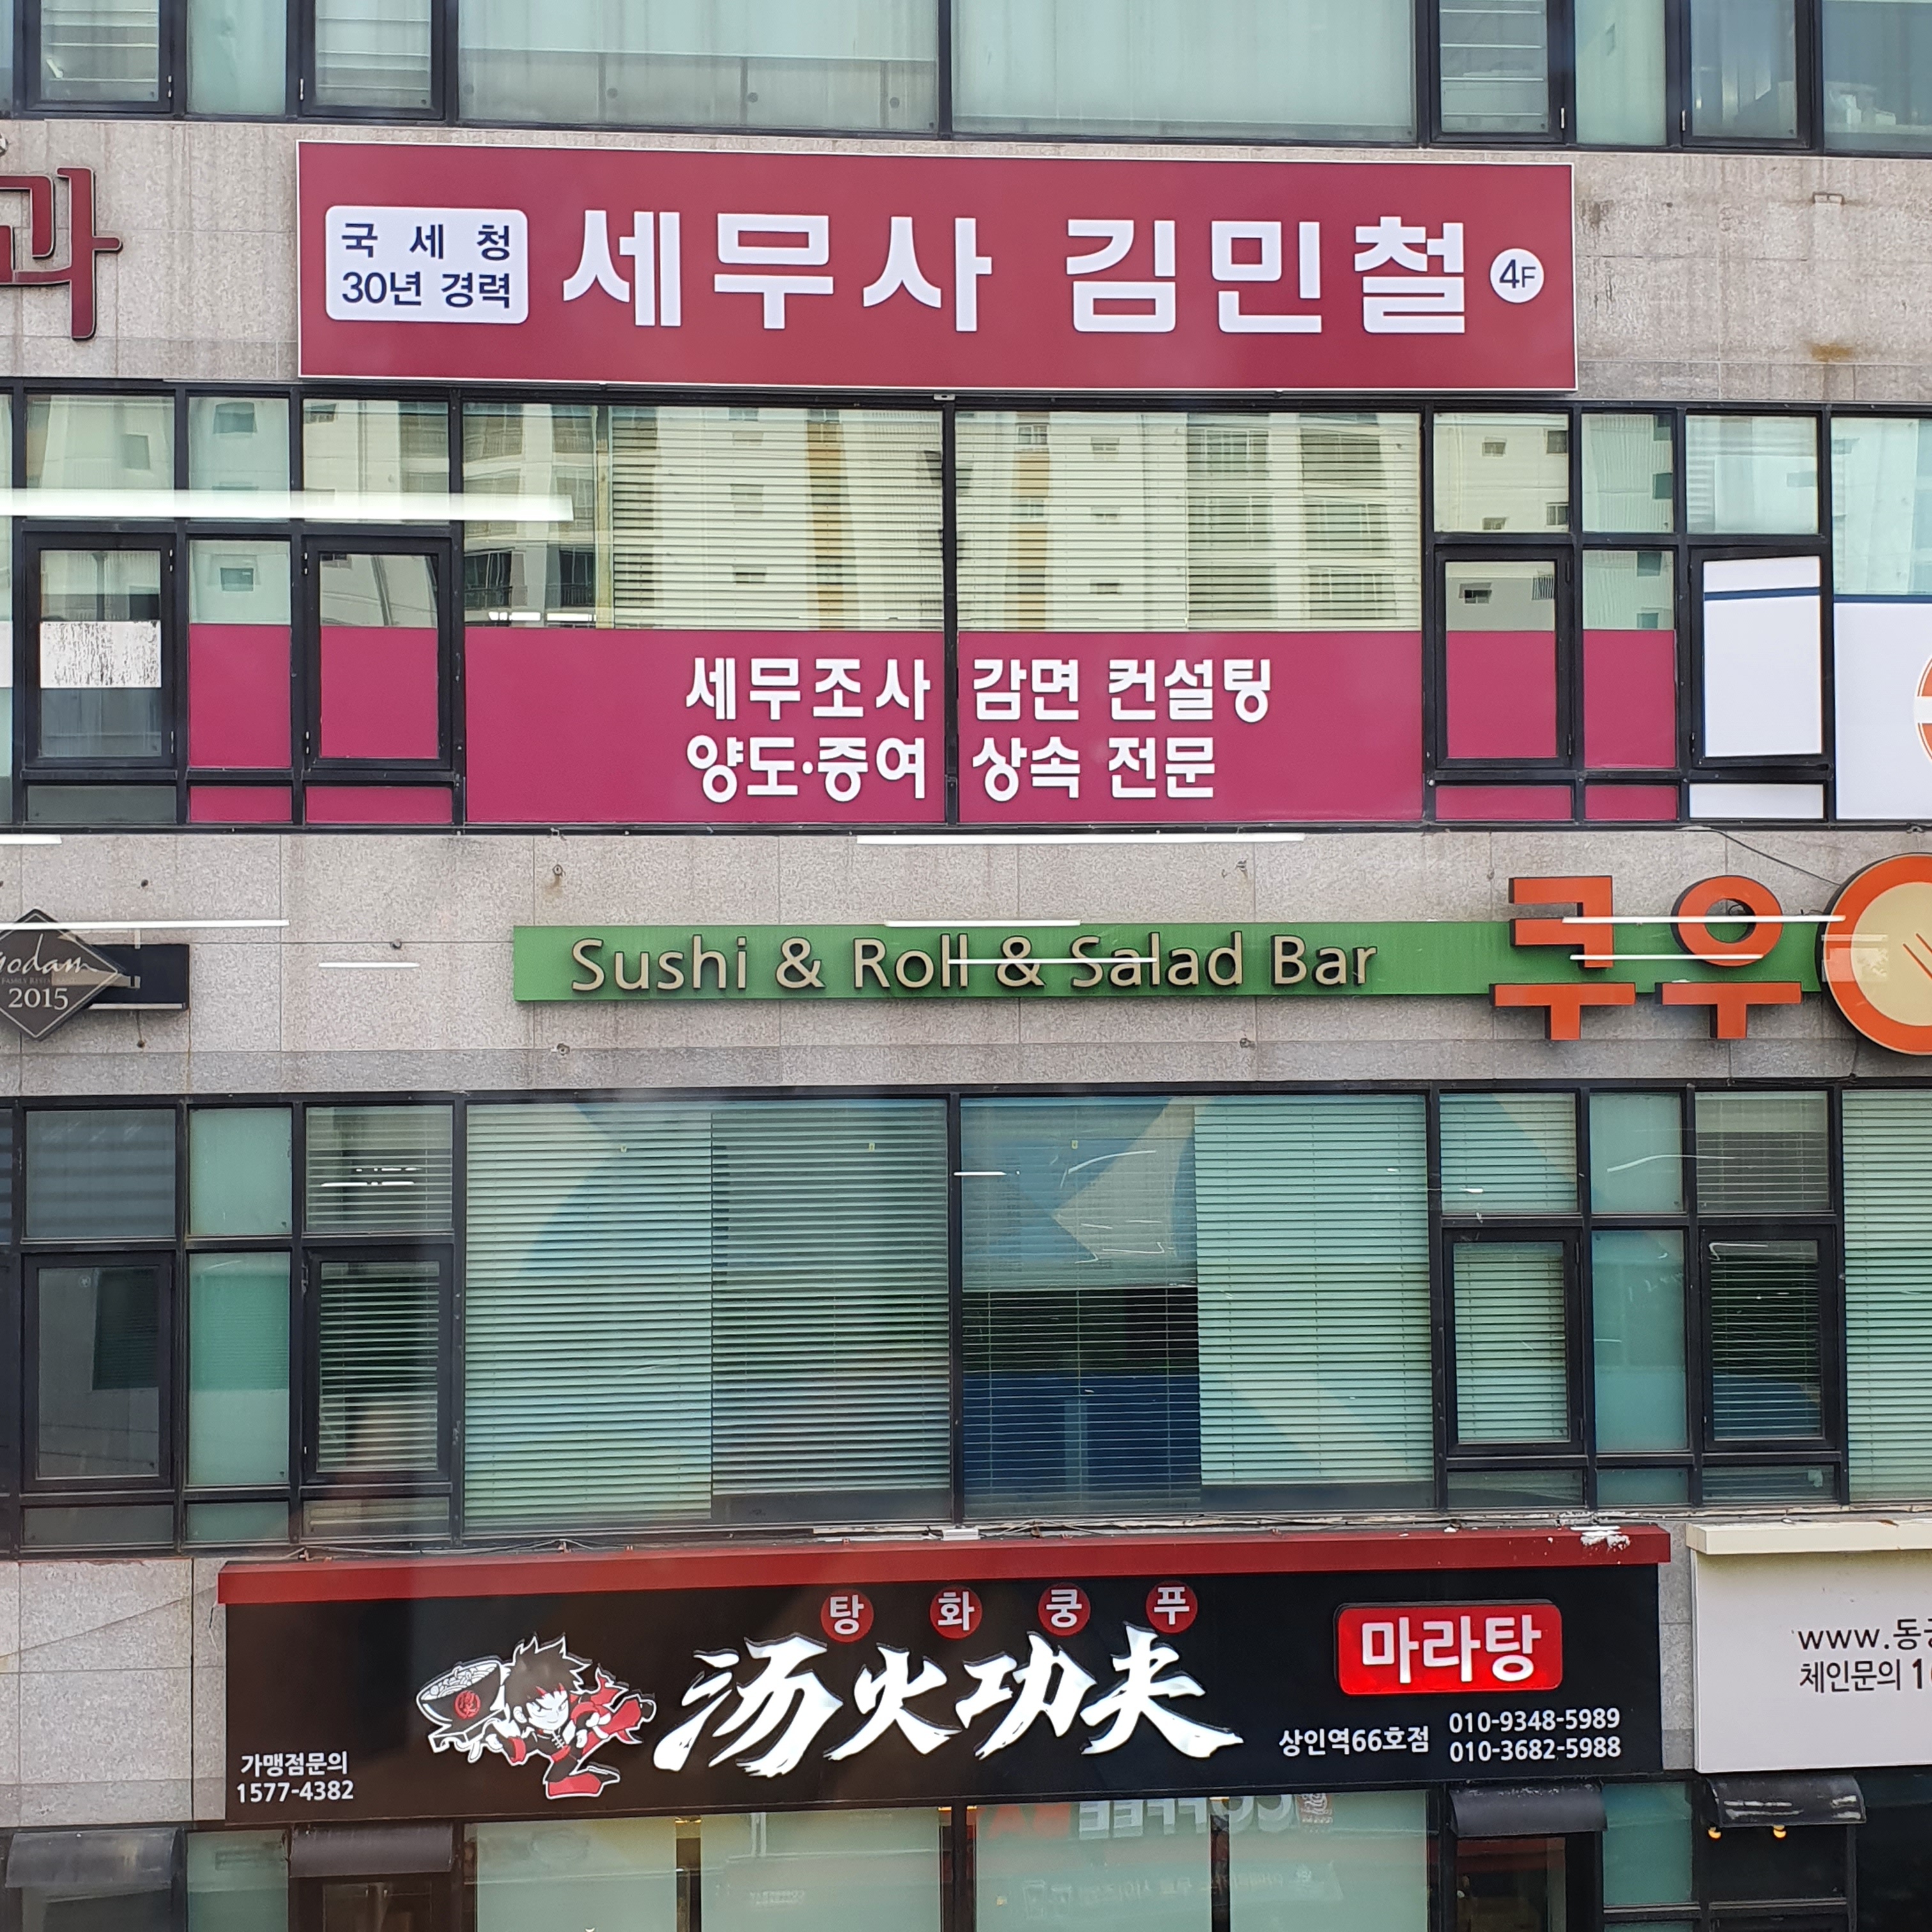 과
국세청
30년 경력
세무사 김민철 4F
세무조사 감면 컨설팅
양도·증여 상속 전문
godam
2015
Sushi & Roll & Salad Bar
쿠우
탕화쿵푸
汤火功夫
마라탕
가맹점문의
1577-4382
상인역66호점
010-9348-5989
010-3682-5988
www.동
체인문의 1
COFFEE